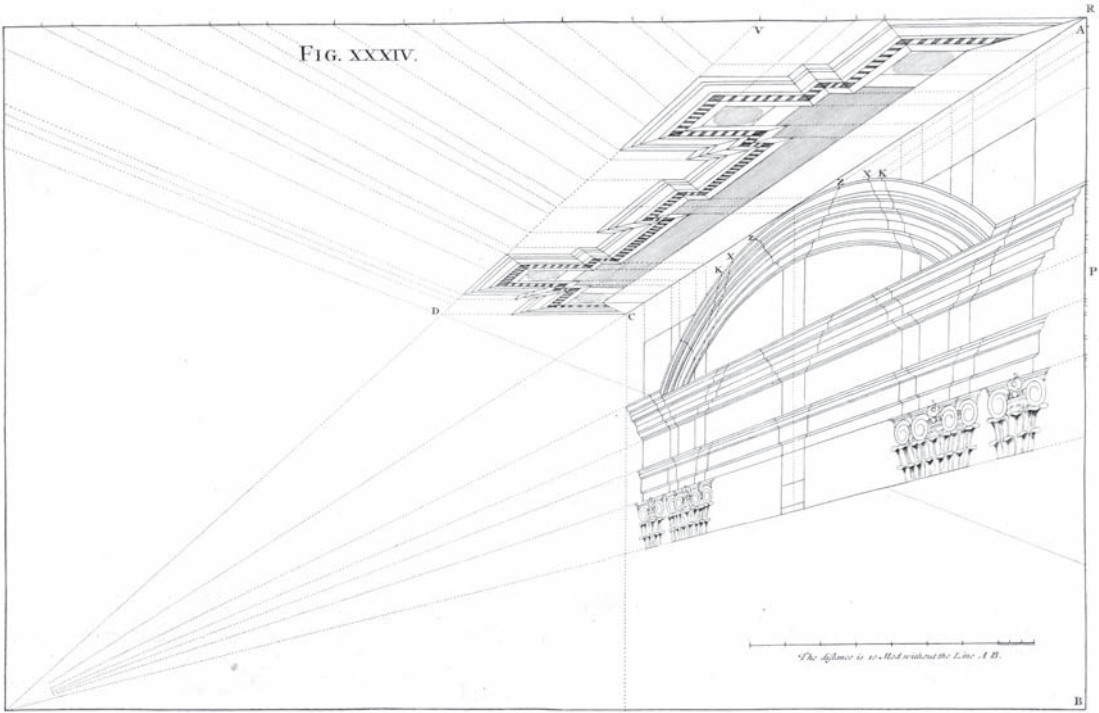 R
V
A
FIG. XXXIV.
X K
Z
Z
X
K
P
D
C
The distance is 10 Mod without the Line A B.
B